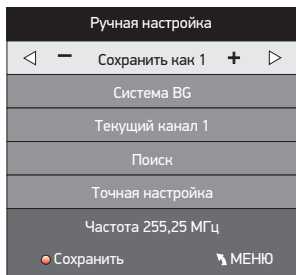 Ручная настройка
− Сохранить как 1 +
Система BG
Текущий канал 1
Поиск
Точная настройка
Частота 255,25 МГц
Сохранить МЕНЮ